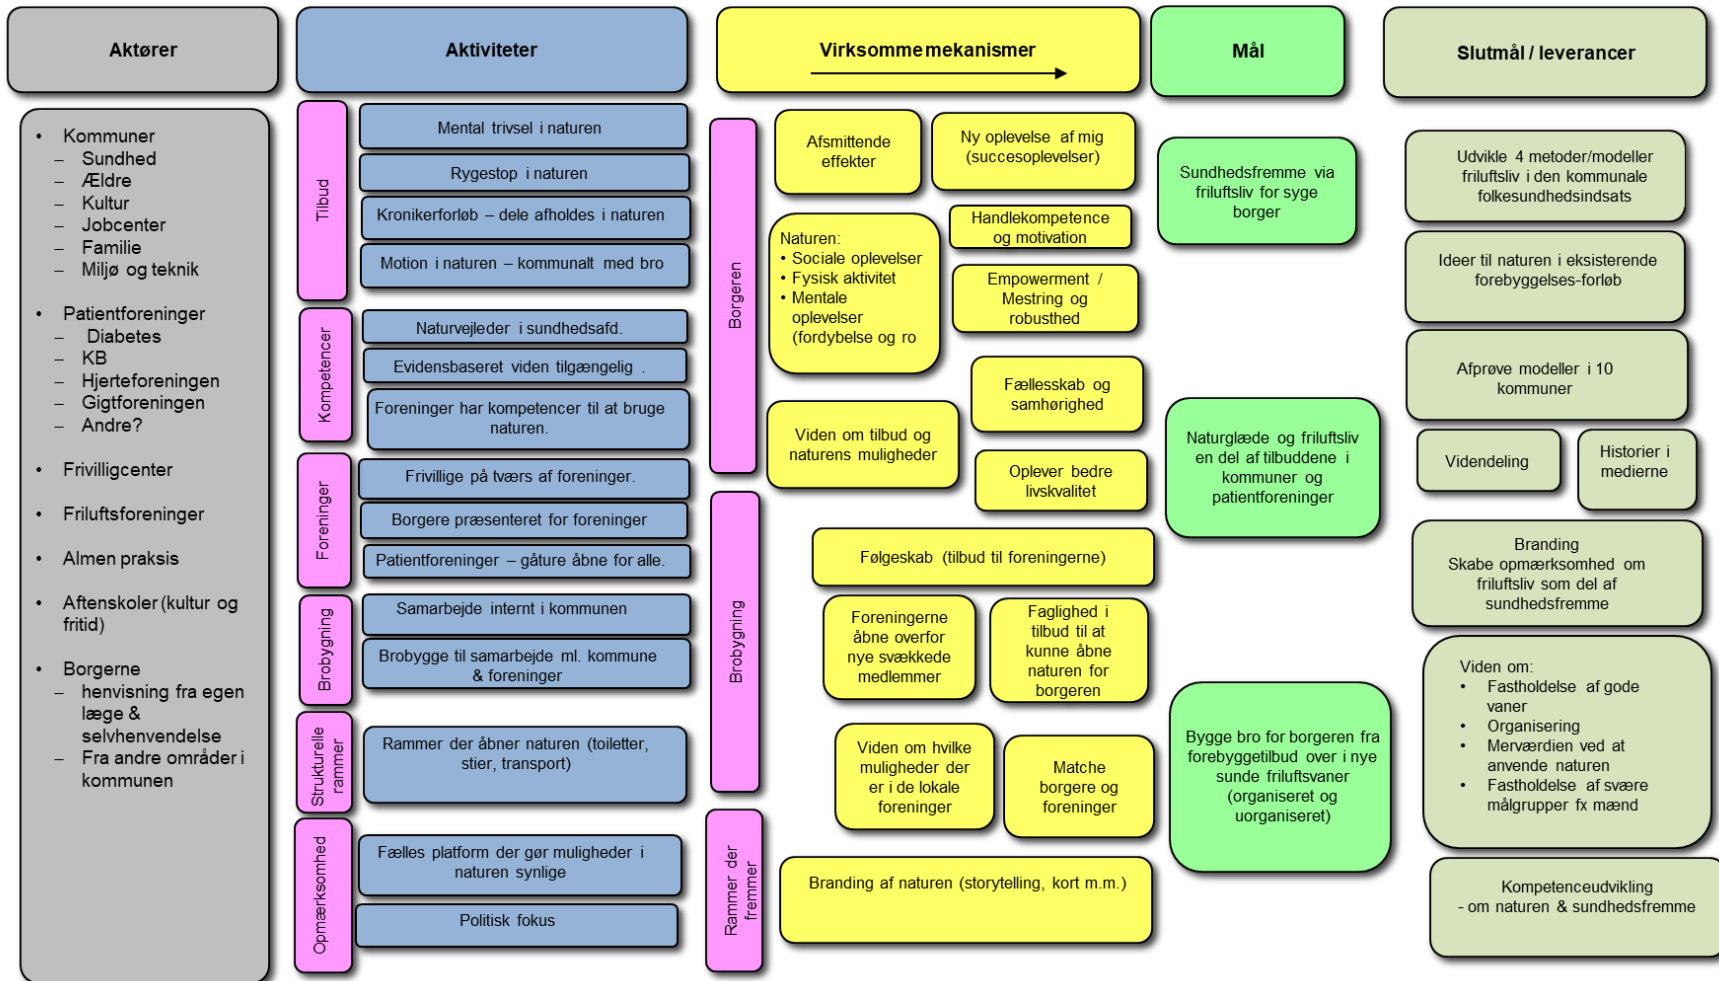 Aktører
Aktiviteter
Virksomme mekanismer
Mål
Slutmål / leverancer
• Kommuner
– Sundhed
– Ældre
– Kultur
– Jobcenter
– Familie
– Miljø og teknik
• Patientforeninger
– Diabetes
– KB
– Hjerteforeningen
– Gigtforeningen
– Andre?
• Frivilligcenter
• Friluftsforeninger
• Almen praksis
• Aftenskoler (kultur og
fritid)
• Borgerne
– henvisning fra egen
læge &
selvhenvendelse
– Fra andre områder i
kommunen
Tilbud
Mental trivsel i naturen
Rygestop i naturen
Kronikerforløb – dele afholdes i naturen
Motion i naturen – kommunalt med bro
Kompetencer
Naturvejleder i sundhedsafd.
Evidensbaseret viden tilgængelig .
Foreninger har kompetencer til at bruge
naturen.
Foreninger
Frivillige på tværs af foreninger.
Borgere præsenteret for foreninger
Patientforeninger – gåture åbne for alle.
Brobygning
Samarbejde internt i kommunen
Brobygge til samarbejde ml. kommune
& foreninger
Strukturelle
rammer
Rammer der åbner naturen (toiletter,
stier, transport)
Opmærksomhed
Fælles platform der gør muligheder i
naturen synlige
Politisk fokus
Borgeren
Afsmittende
effekter
Ny oplevelse af mig
(succesoplevelser)
Naturen:
• Sociale oplevelser
• Fysisk aktivitet
• Mentale
oplevelser
(fordybelse og ro
Handlekompetence
og motivation
Empowerment /
Mestring og
robusthed
Fællesskab og
samhørighed
Viden om tilbud og
naturens muligheder
Oplever bedre
livskvalitet
Brobygning
Følgeskab (tilbud til foreningerne)
Foreningerne
åbne overfor
nye svækkede
medlemmer
Faglighed i
tilbud til at
kunne åbne
naturen for
borgeren
Viden om hvilke
muligheder der
er i de lokale
foreninger
Matche
borgere og
foreninger
Rammer der
fremmer
Branding af naturen (storytelling, kort m.m.)
Sundhedsfremme via
friluftsliv for syge
borger
Naturglæde og friluftsliv
en del af tilbuddene i
kommuner og
patientforeninger
Bygge bro for borgeren fra
forebyggetilbud over i nye
sunde friluftsvaner
(organiseret og
uorganiseret)
Udvikle 4 metoder/modeller
friluftsliv i den kommunale
folkesundhedsindsats
Ideer til naturen i eksisterende
forebyggelses-forløb
Afprøve modeller i 10
kommuner
Videndeling
Historier i
medierne
Branding
Skabe opmærksomhed om
friluftsliv som del af
sundhedsfremme
Viden om:
• Fastholdelse af gode
vaner
• Organisering
• Merværdien ved at
anvende naturen
• Fastholdelse af svære
målgrupper fx mænd
Kompetenceudvikling
- om naturen & sundhedsfremme